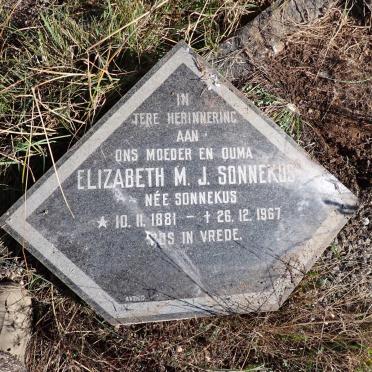 IN
TERE HERINNERING
AAN
ONS MOEDER EN OUMA
ELIZABETH M. J. SONNEKUS
NÉE SONNEKUS
★ 10. 11. 1881 - ✝ 26. 12. 1967
RUS IN VREDE.